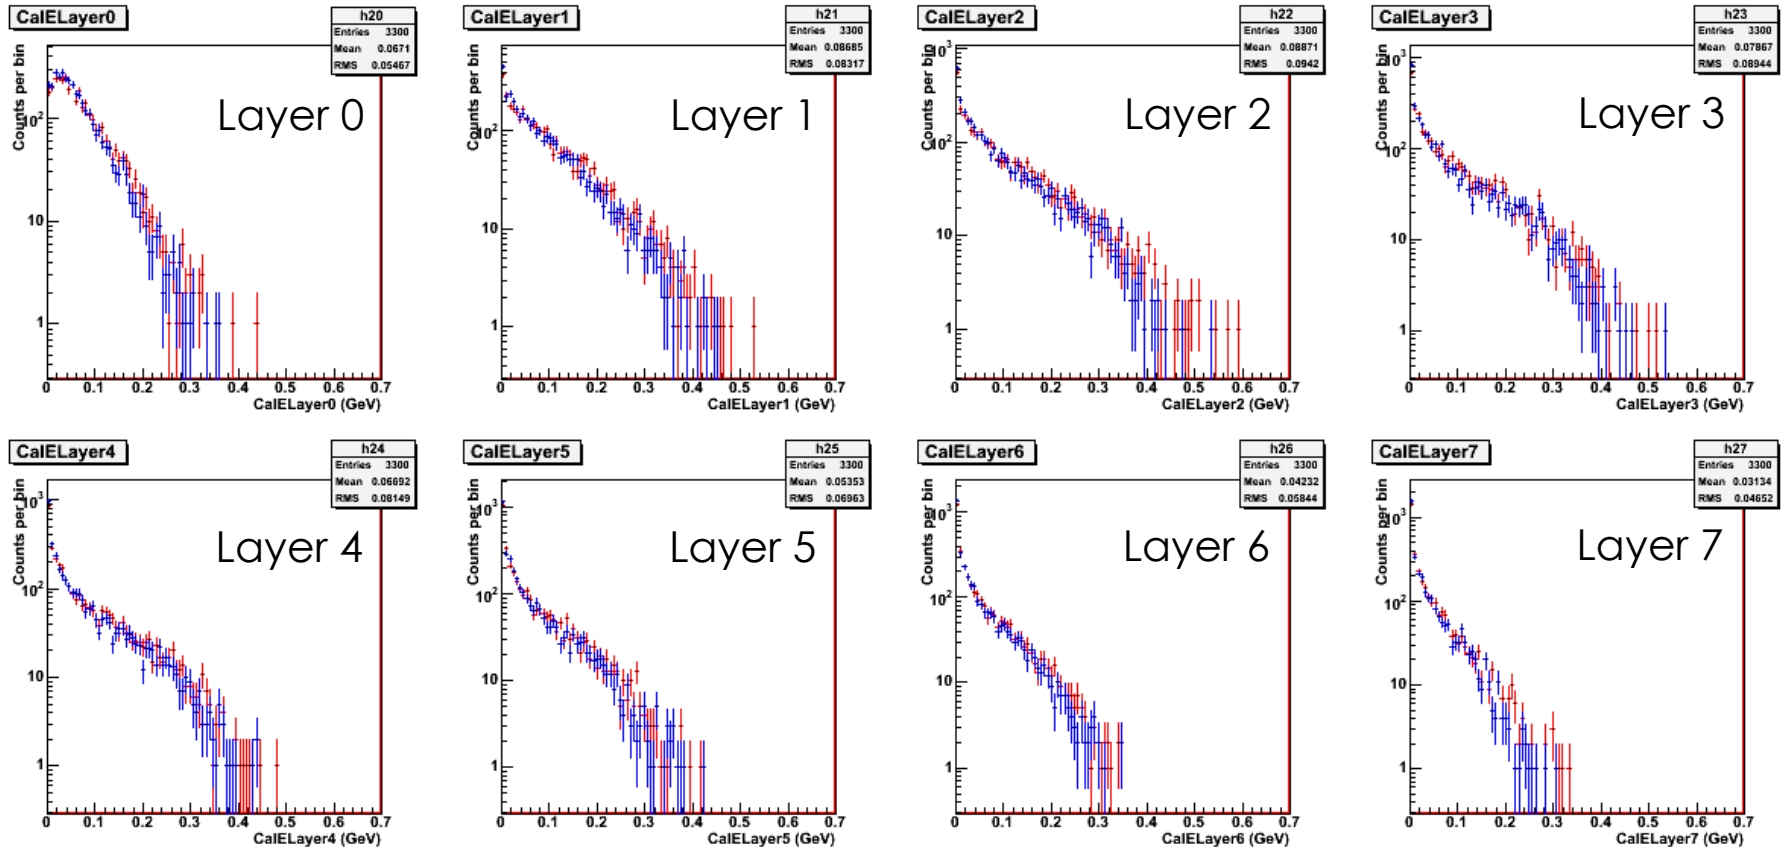 CalELayer0
h20
Entries 3300
Mean 0.0671
RMS 0.05467
Counts per bin
10²
10
1
Layer 0
0 0.1 0.2 0.3 0.4 0.5 0.6 0.7
CalELayer0 (GeV)
CalELayer1
h21
Entries 3300
Mean 0.08685
RMS 0.08317
Counts per bin
10²
10
1
Layer 1
0 0.1 0.2 0.3 0.4 0.5 0.6 0.7
CalELayer1 (GeV)
CalELayer2
h22
Entries 3300
Mean 0.08871
RMS 0.0942
Counts per bin
10³
10²
10
1
Layer 2
0 0.1 0.2 0.3 0.4 0.5 0.6 0.7
CalELayer2 (GeV)
CalELayer3
h23
Entries 3300
Mean 0.07867
RMS 0.08944
Counts per bin
10³
10²
10
1
Layer 3
0 0.1 0.2 0.3 0.4 0.5 0.6 0.7
CalELayer3 (GeV)
CalELayer4
h24
Entries 3300
Mean 0.06692
RMS 0.08149
Counts per bin
10³
10²
10
1
Layer 4
0 0.1 0.2 0.3 0.4 0.5 0.6 0.7
CalELayer4 (GeV)
CalELayer5
h25
Entries 3300
Mean 0.05353
RMS 0.06963
Counts per bin
10³
10²
10
1
Layer 5
0 0.1 0.2 0.3 0.4 0.5 0.6 0.7
CalELayer5 (GeV)
CalELayer6
h26
Entries 3300
Mean 0.04232
RMS 0.05844
Counts per bin
10³
10²
10
1
Layer 6
0 0.1 0.2 0.3 0.4 0.5 0.6 0.7
CalELayer6 (GeV)
CalELayer7
h27
Entries 3300
Mean 0.03134
RMS 0.04652
Counts per bin
10³
10²
10
1
Layer 7
0 0.1 0.2 0.3 0.4 0.5 0.6 0.7
CalELayer7 (GeV)